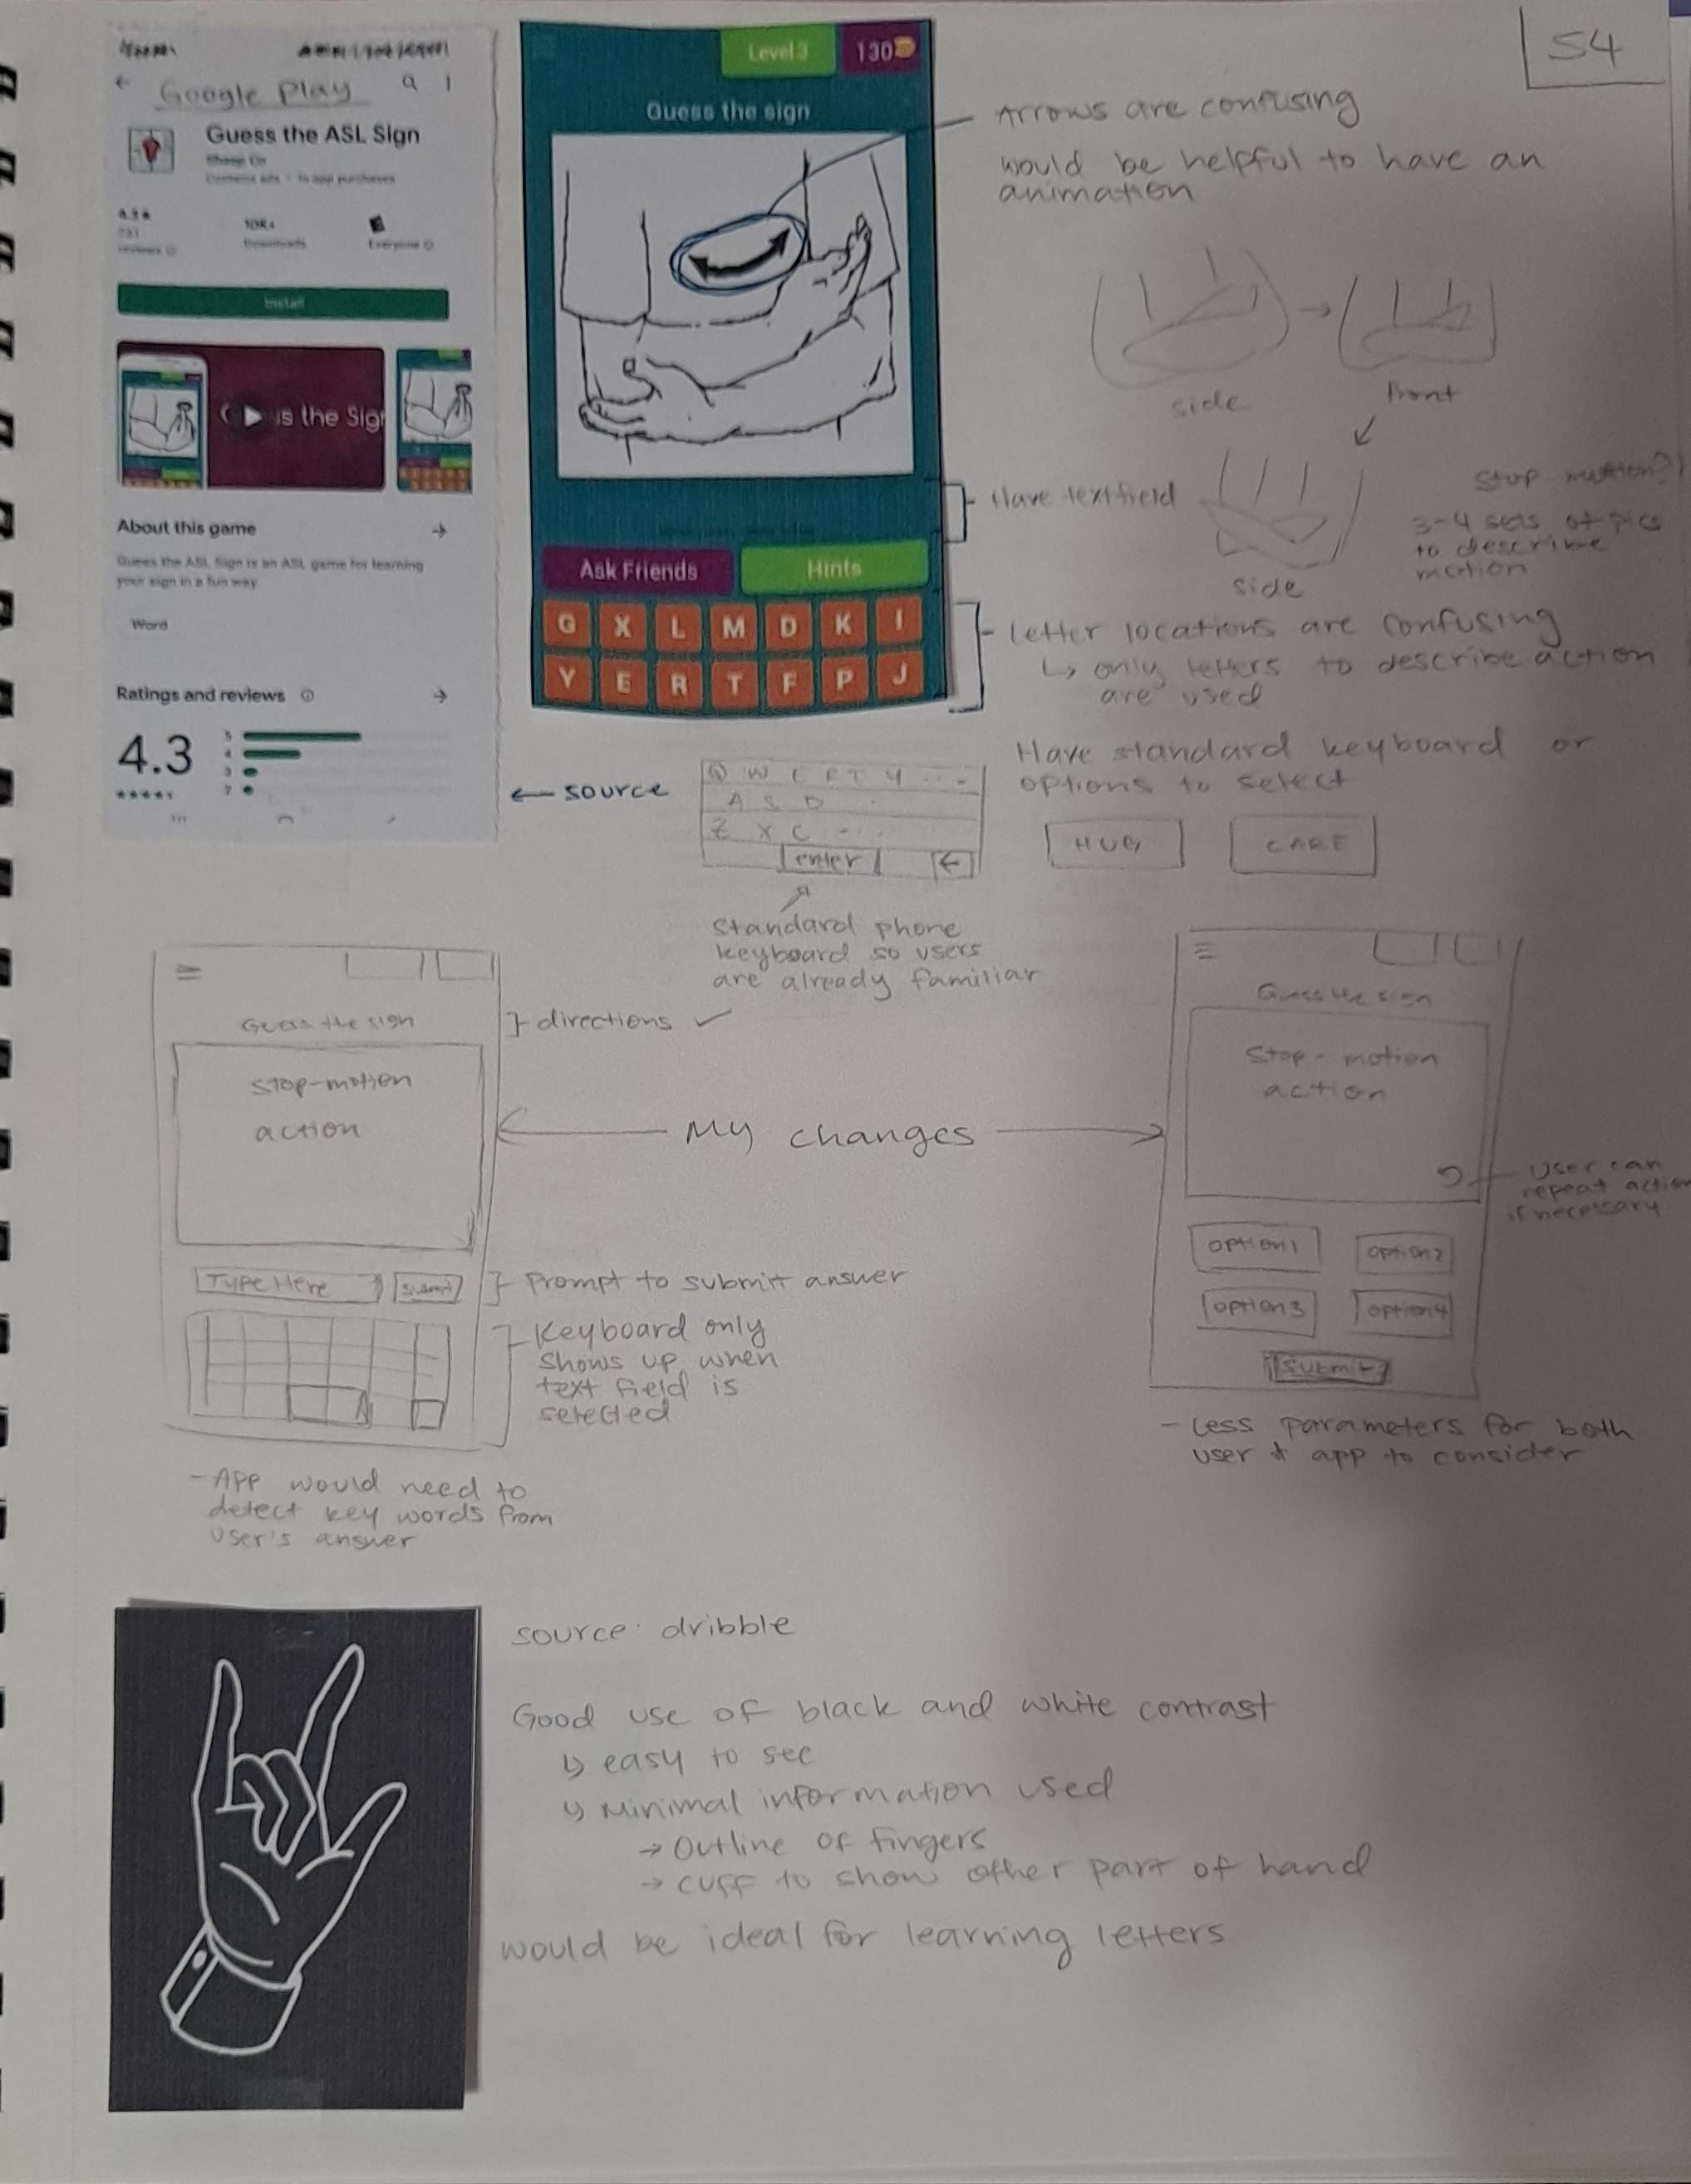 54
Google Play
Guess the ASL Sign
Contains ads · In app purchases
Downloads
Everyone
Install
is the Sign
About this game
Guess the ASL Sign is an ASL game for learning
your sign in a fun way.
Word
Ratings and reviews
4.3
5
4
3
2
Level 3
130
Guess the sign
Ask Friends
Hints
G X L M D K I
Y E R T F P J
Arrows are confusing
would be helpful to have an
animation
side
front
side
Stop motion?!
3-4 sets of pics
to describe
motion
Have textfield
Letter locations are confusing
↳ only letters to describe action
are used
Have standard keyboard or
options to select
HUG
CARE
← source
Q W E R T Y ...
A S D .
Z X C ...
enter
←
Standard phone
keyboard so users
are already familiar
Guess the sign
} directions ✓
Stop-motion
action
My changes
Type Here
submit
} Prompt to submit answer
Keyboard only
shows up when
text field is
selected
- App would need to
detect key words from
user's answer
Guess the sign
Stop-motion
action
User can
repeat action
if necessary
option1
option2
option3
option4
submit
- Less parameters for both
user & app to consider
source: dribble
Good use of black and white contrast
↳ easy to see
↳ Minimal information used
→ Outline of fingers
→ cuff to show other part of hand
would be ideal for learning letters